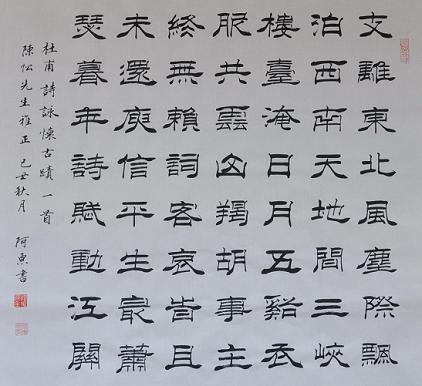 支離東北風塵際飄
泊西南天地間三峽
樓臺淹日月五谿衣
服共雲山羯胡事主
終無賴詞客哀旹且
未還庾信平生最蕭
瑟暮年詩賦動江關
杜甫詩詠懷古蹟一首
陳松先生雅正 己丑秋月 阿書